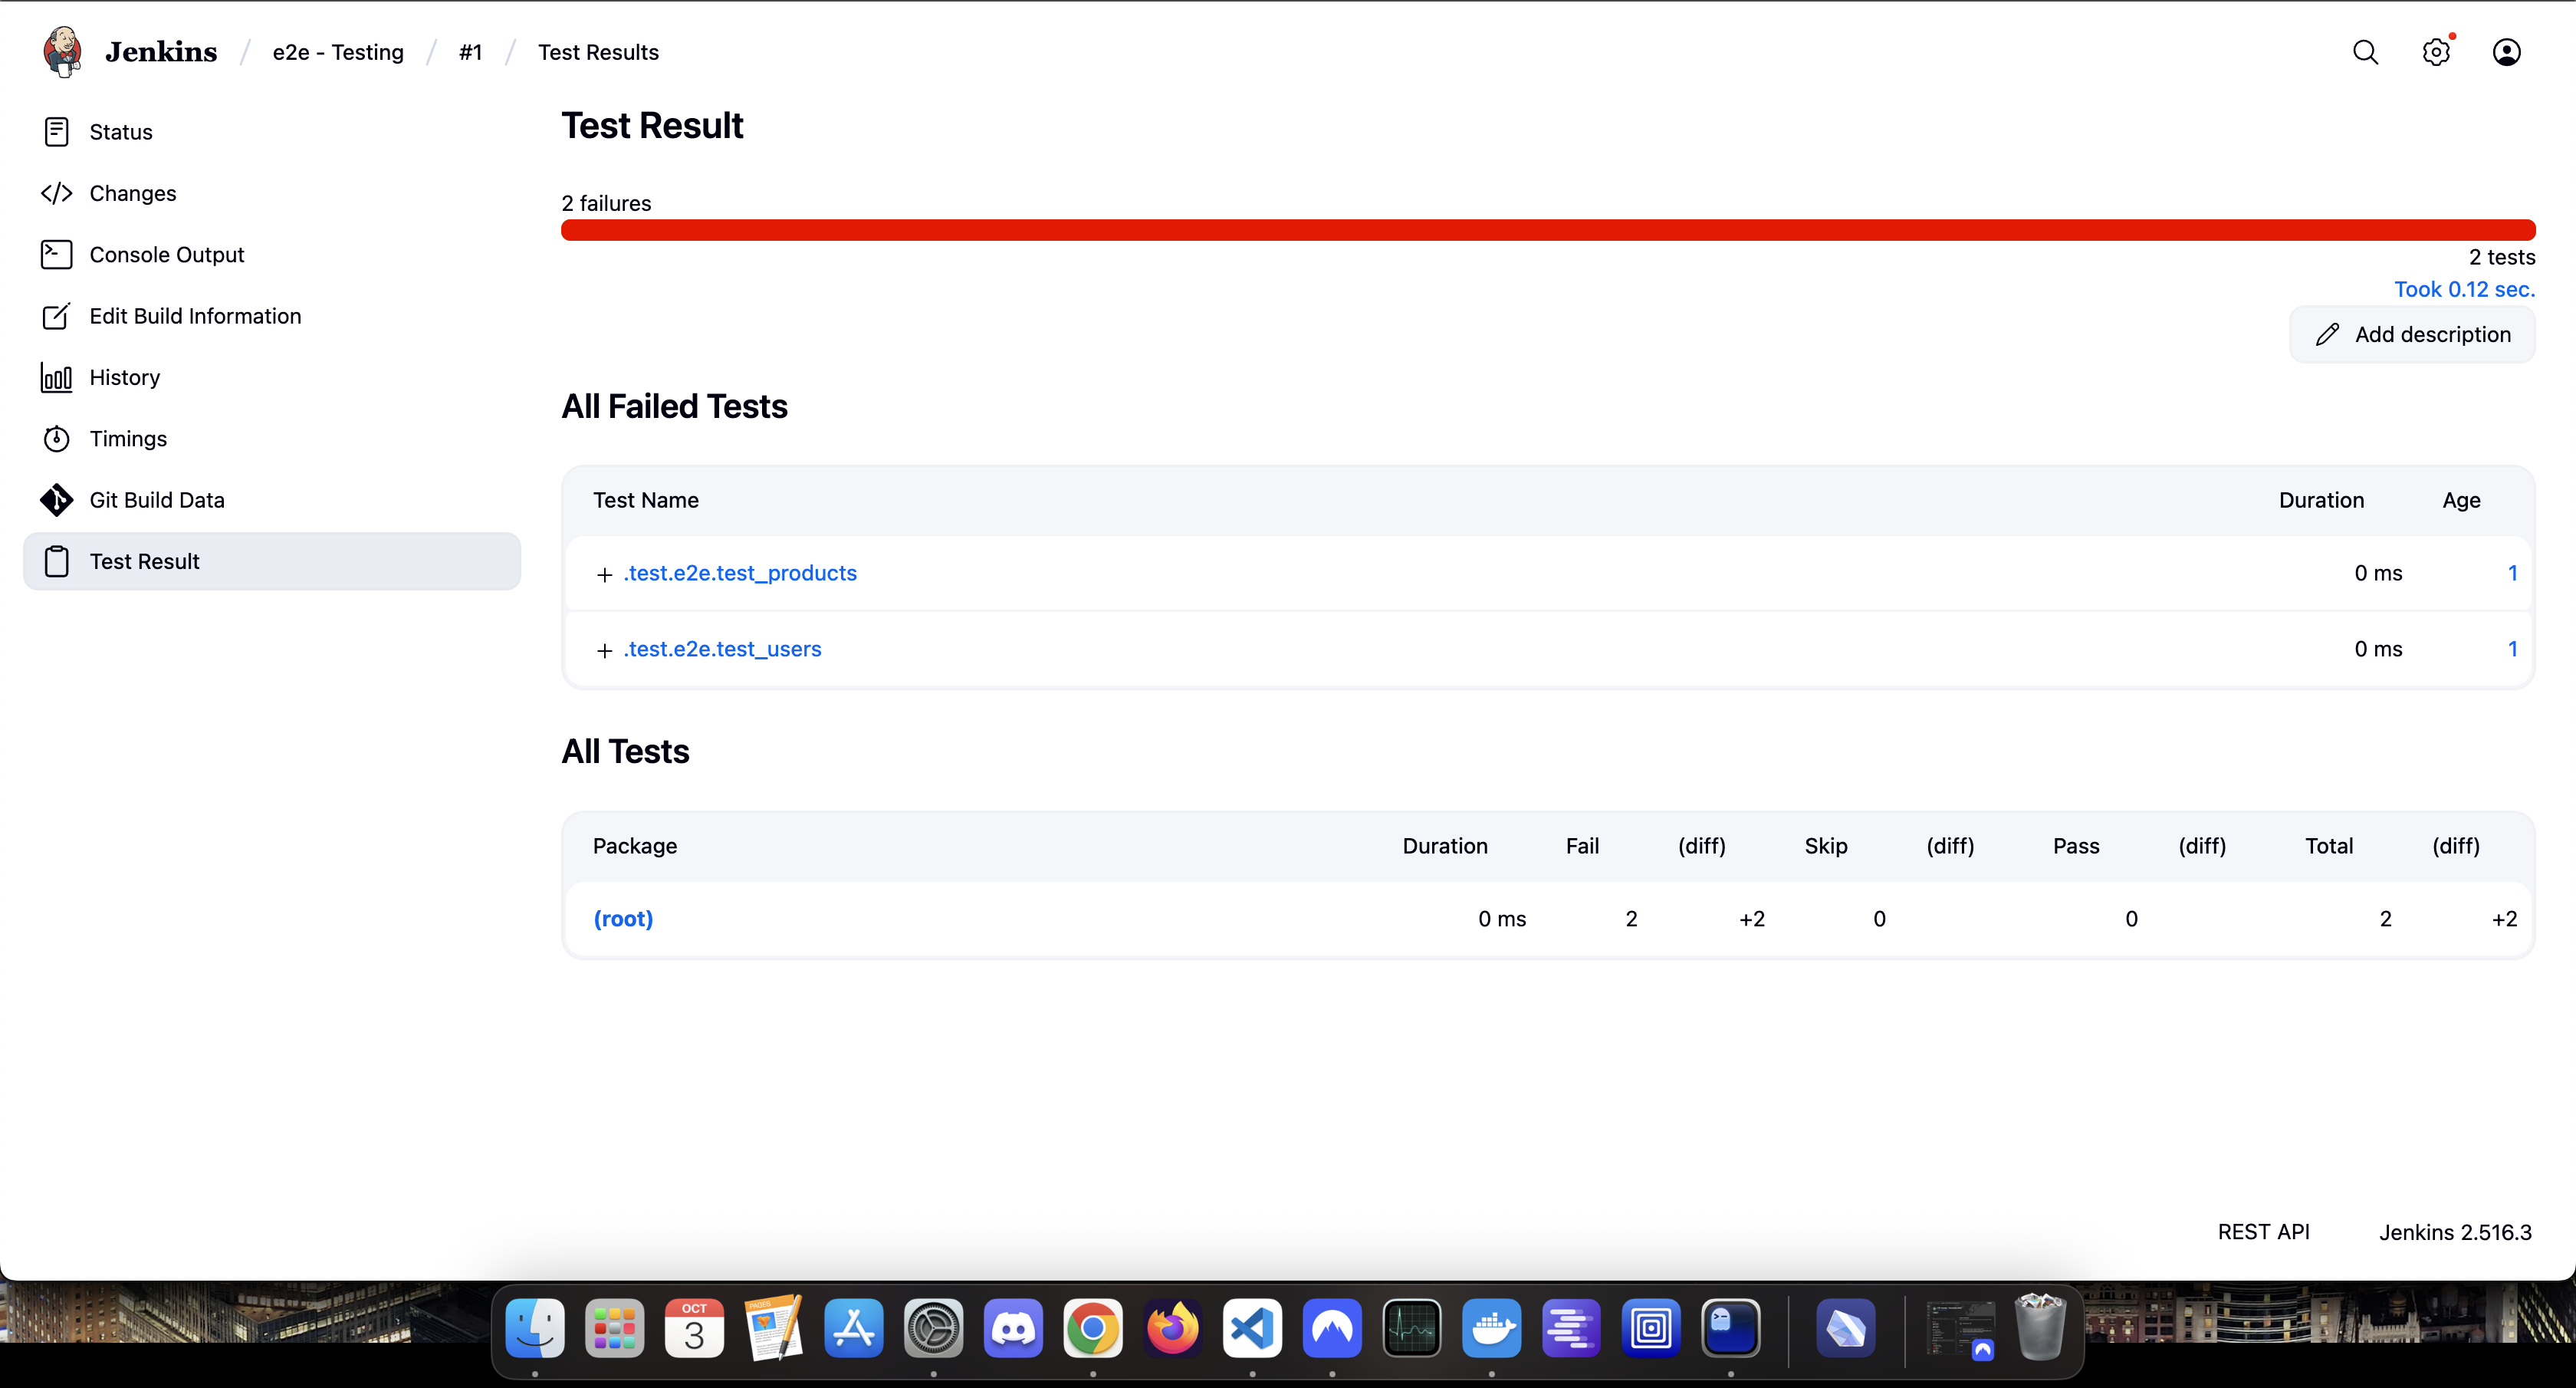 Jenkins / e2e - Testing / #1 / Test Results
Status
Changes
Console Output
Edit Build Information
History
Timings
Git Build Data
Test Result
Test Result
2 failures
2 tests
Took 0.12 sec.
Add description
All Failed Tests
Test Name Duration Age
.test.e2e.test_products 0 ms 1
.test.e2e.test_users 0 ms 1
All Tests
Package Duration Fail (diff) Skip (diff) Pass (diff) Total (diff)
(root) 0 ms 2 +2 0 0 2 +2
REST API Jenkins 2.516.3
OCT
3
PAGES